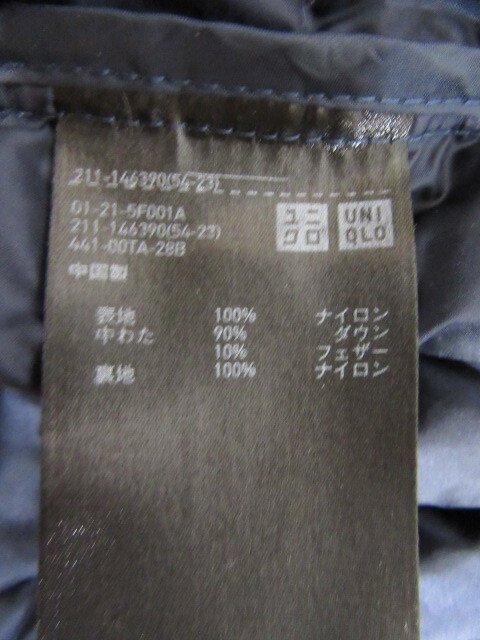 211-146390(54-23)
01-21-5F001A
211-146390(54-23)
441-00TA-28B
中国製
ユニ
クロ
UNI
QLO
表地 100% ナイロン
中わた 90% ダウン
10% フェザー
裏地 100% ナイロン